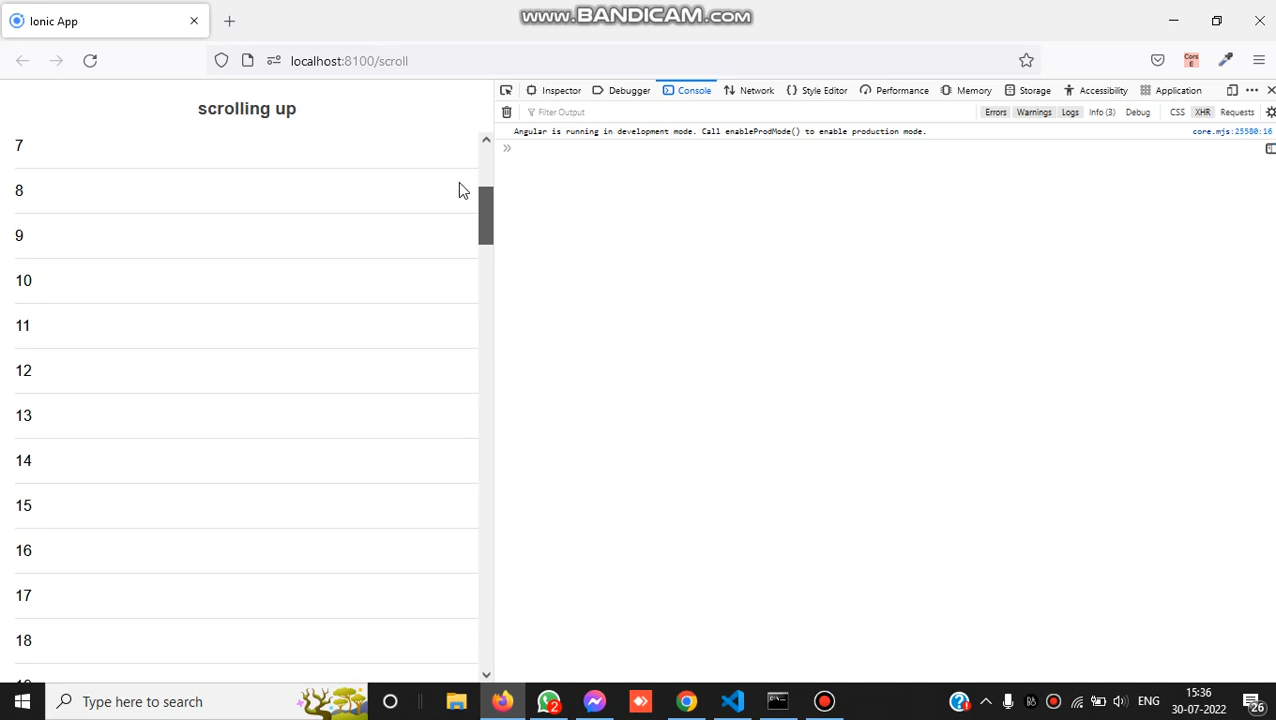 www.BANDICAM.com
Ionic App
localhost:8100/scroll
scrolling up
7
8
9
10
11
12
13
14
15
16
17
18
Inspector Debugger Console Network Style Editor Performance Memory Storage Accessibility Application
Filter Output Errors Warnings Logs Info (3) Debug CSS XHR Requests
Angular is running in development mode. Call enableProdMode() to enable production mode. core.mjs:25580:16
Cors
E
Type here to search
2
ENG
15:36
30-07-2022
26